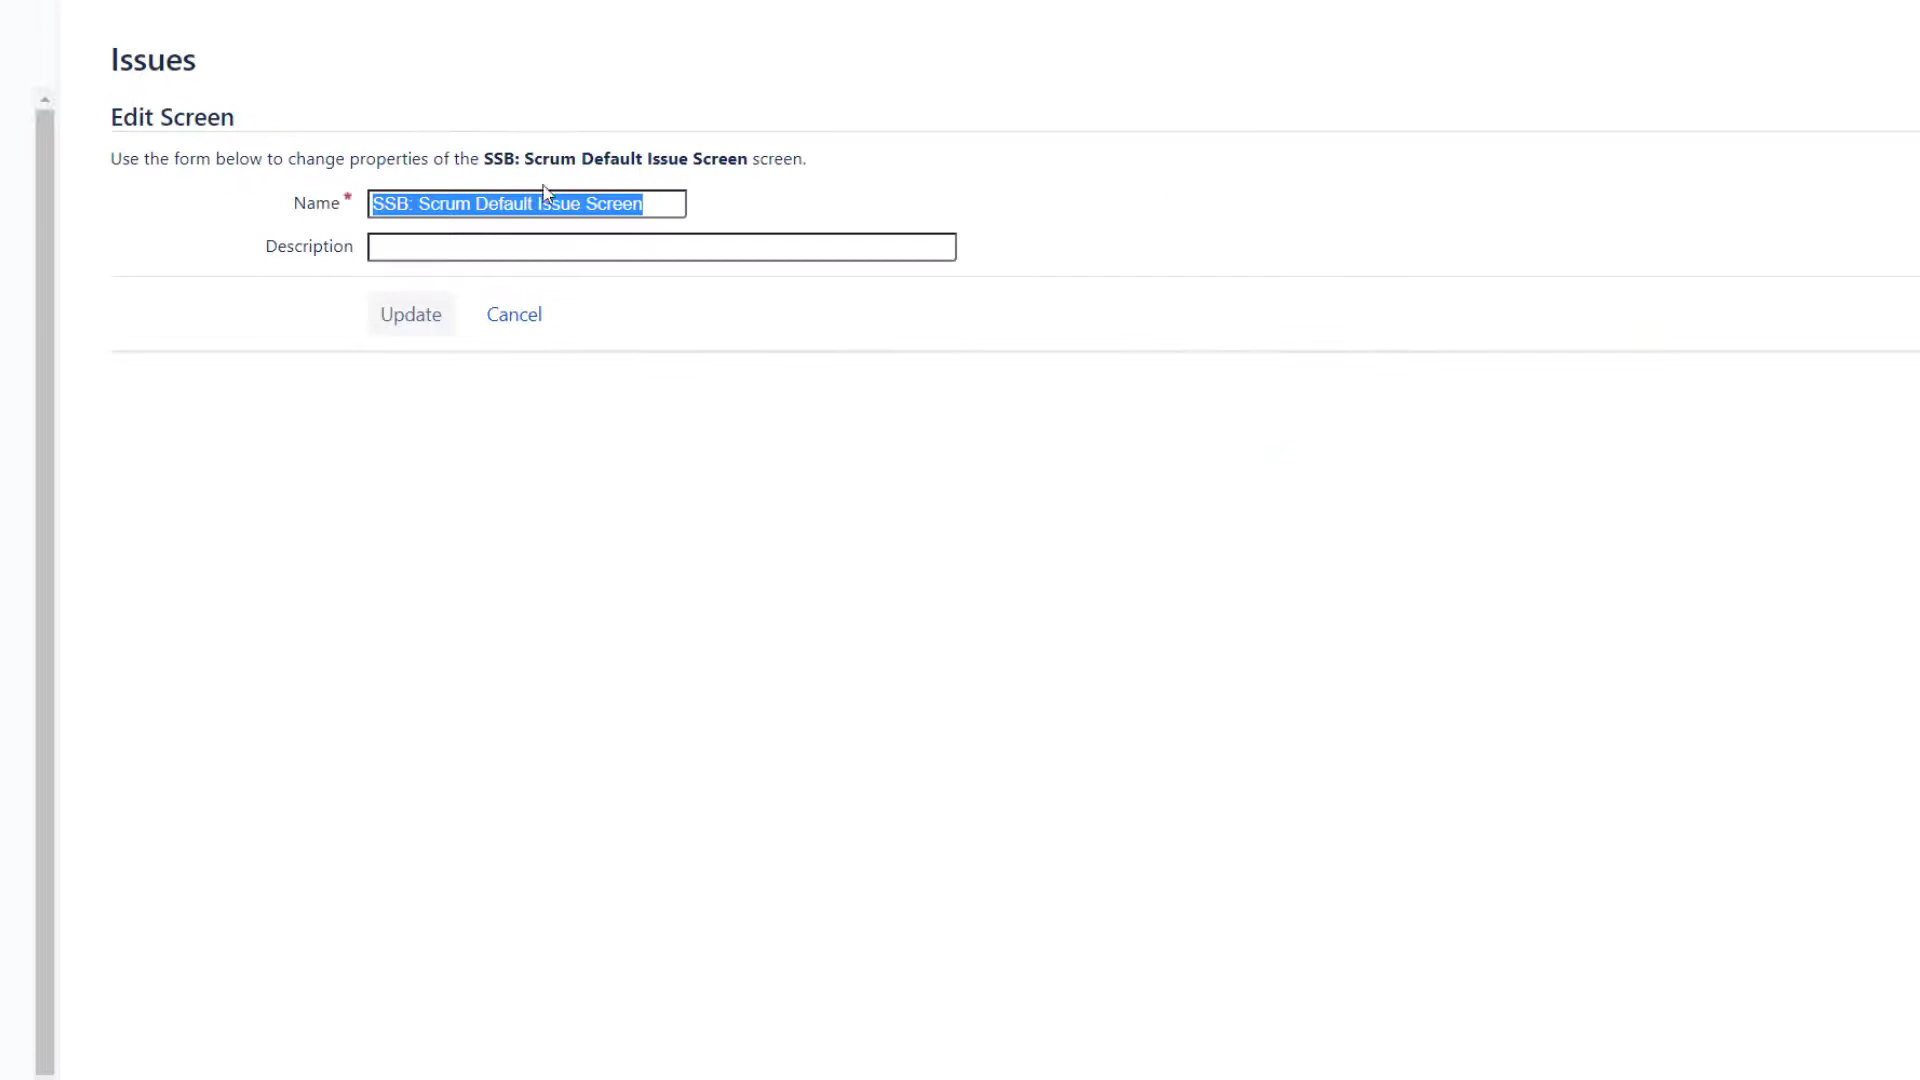 Issues
Edit Screen
Use the form below to change properties of the SSB: Scrum Default Issue Screen screen.
Name * SSB: Scrum Default Issue Screen
Description
Update Cancel